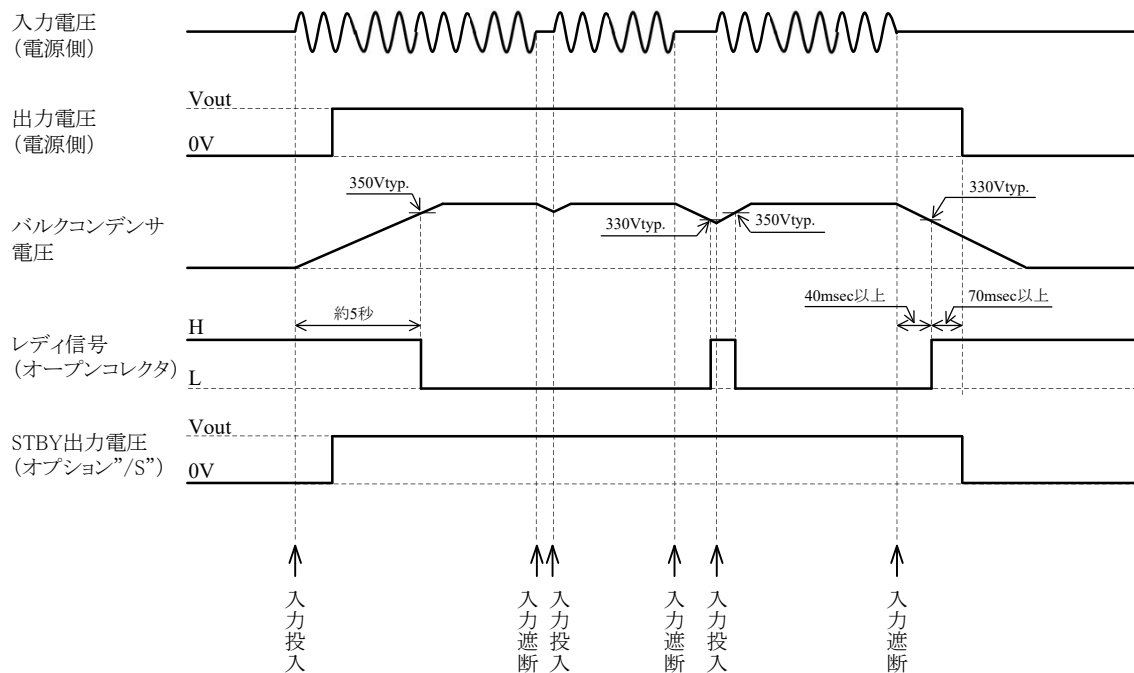 入力電圧
(電源側)
Vout
出力電圧
(電源側)
0V
350Vtyp.
330Vtyp.
バルクコンデンサ
電圧
330Vtyp.
350Vtyp.
40msec以上
70msec以上
約5秒
H
レディ信号
(オープンコレクタ)
L
Vout
STBY出力電圧
(オプション”/S”)
0V
入力投入
入力遮断
入力投入
入力遮断
入力投入
入力遮断